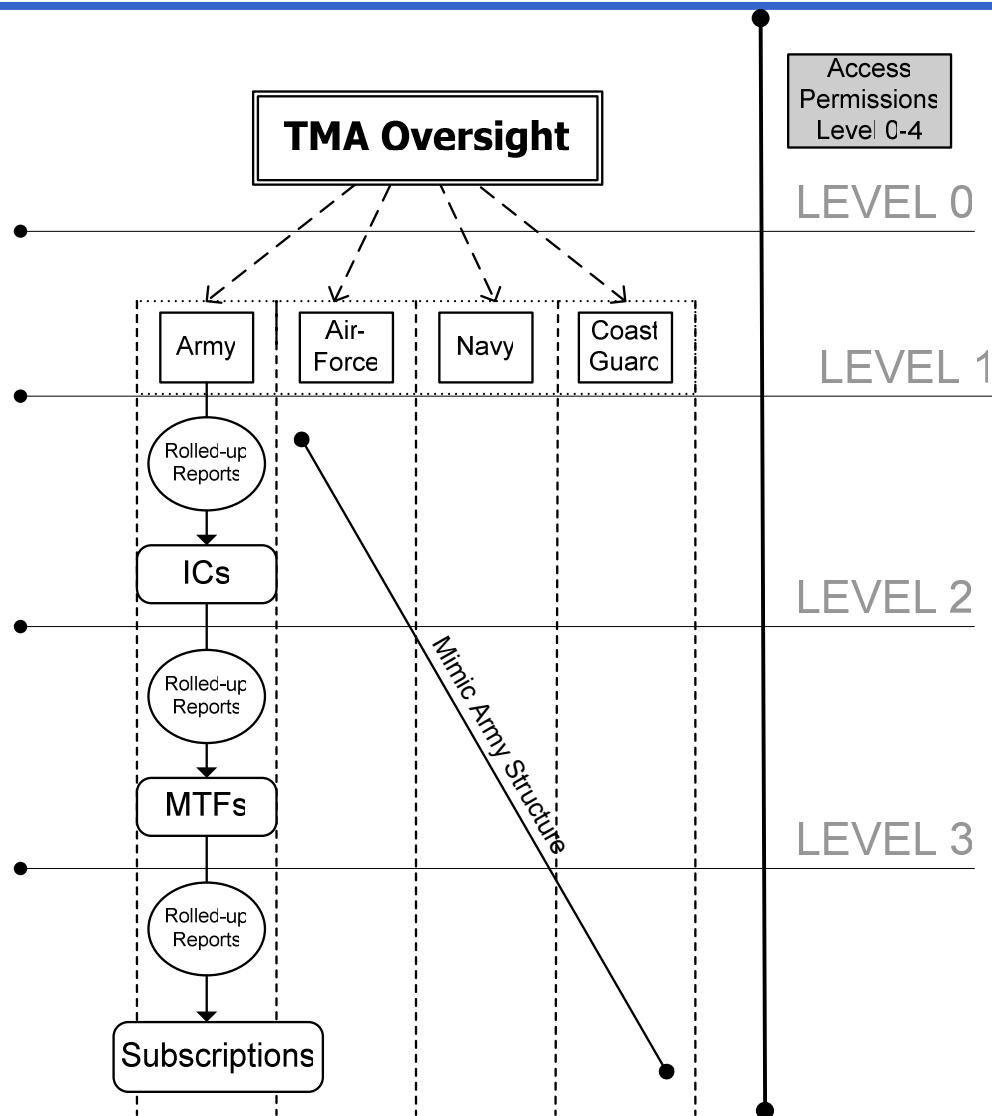 Access
Permissions
Level 0-4
TMA Oversight
LEVEL 0
Army
Air-
Force
Navy
Coast
Guard
LEVEL 1
Rolled-up
Reports
ICs
LEVEL 2
Rolled-up
Reports
Mimic Army Structure
MTFs
LEVEL 3
Rolled-up
Reports
Subscriptions